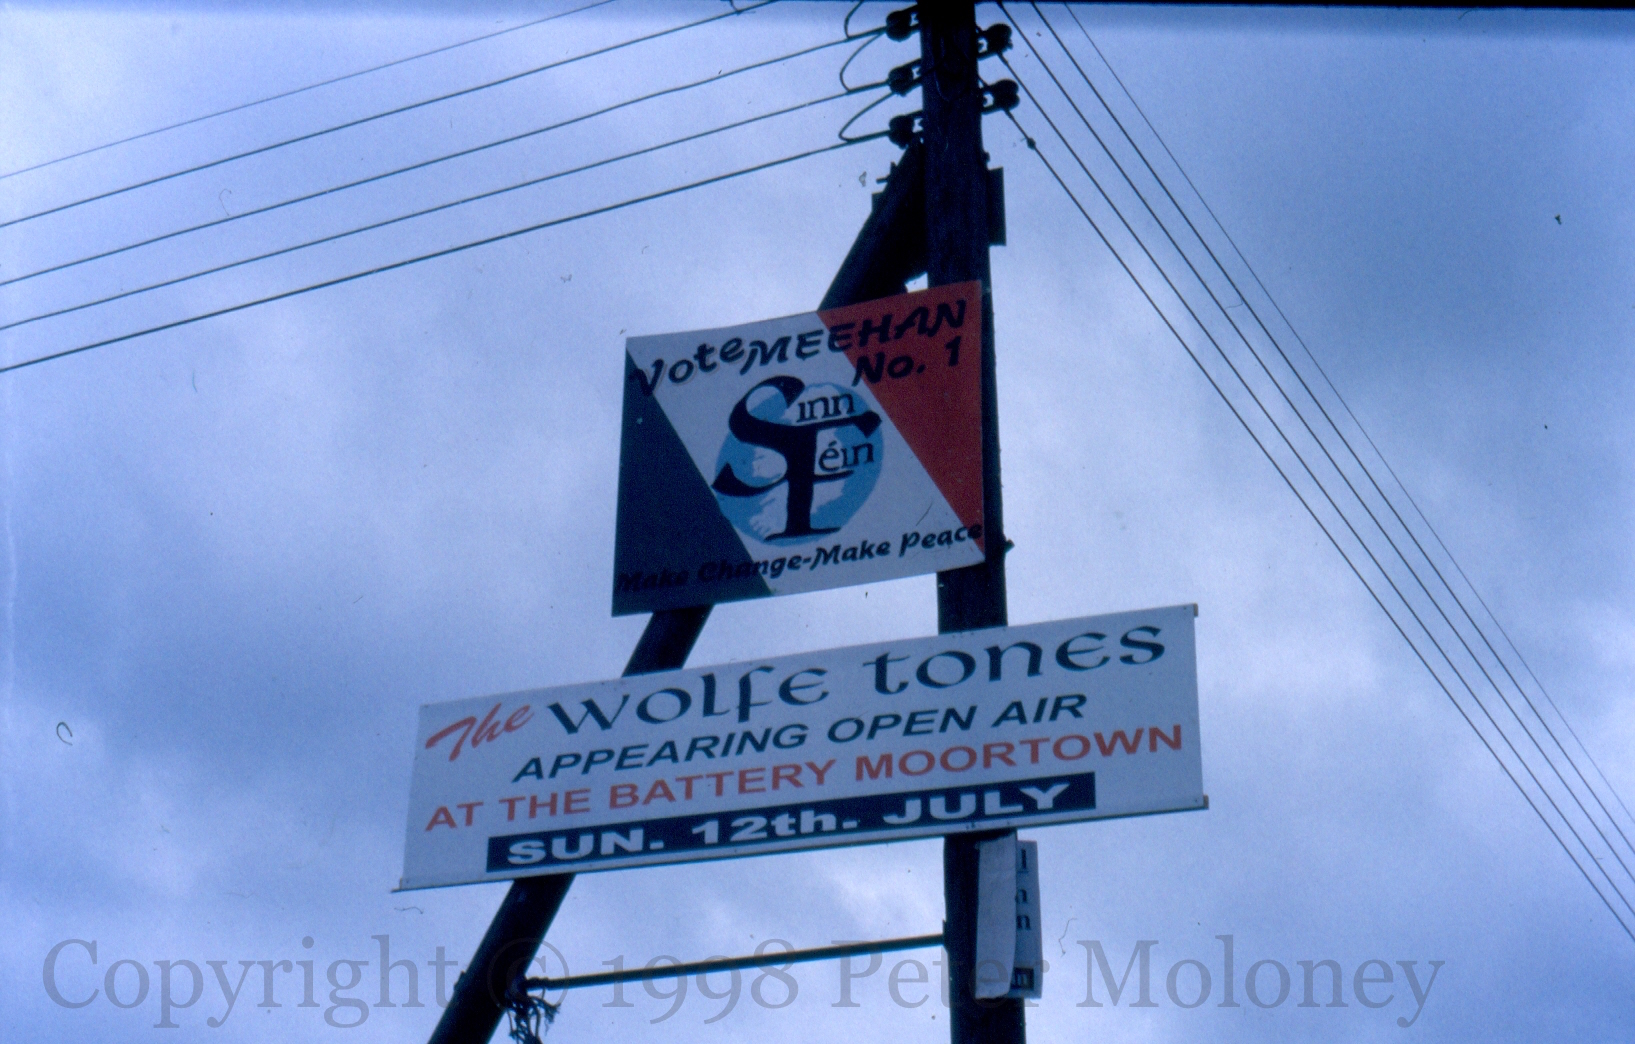 Vote MEEHAN
No. 1
Sinn
Féin
Make Change-Make Peace
The WOLFE TONES
APPEARING OPEN AIR
AT THE BATTERY MOORTOWN
SUN. 12th. JULY
Copyright © 1998 Peter Moloney